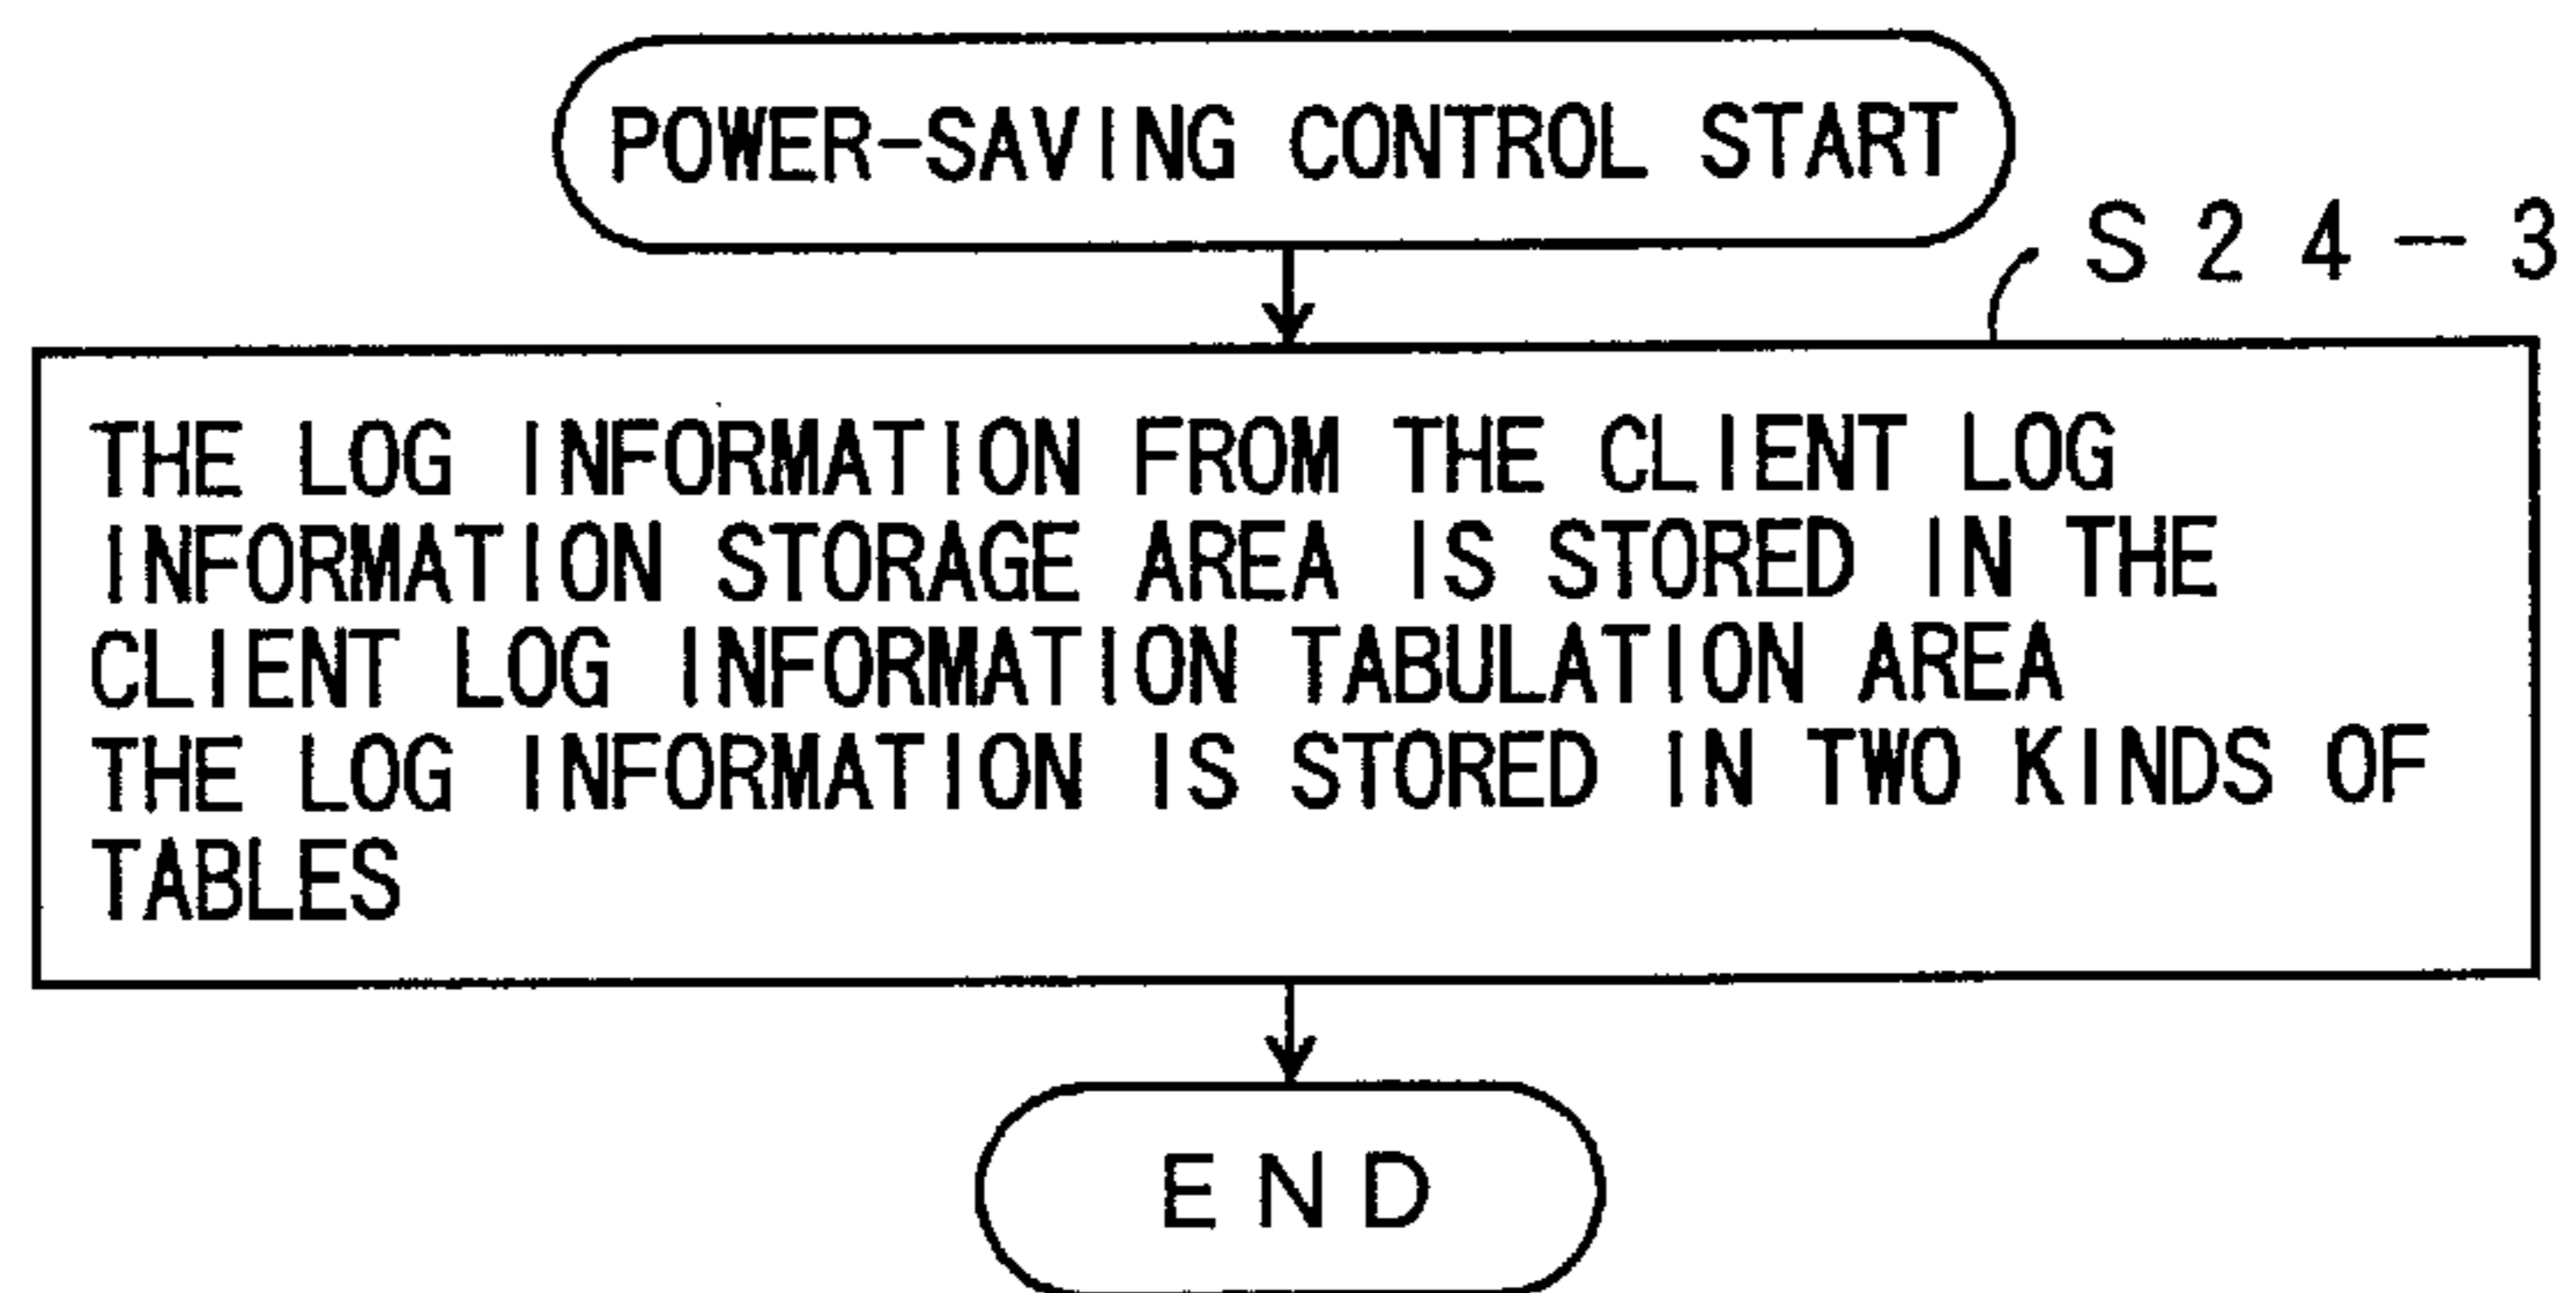 POWER-SAVING CONTROL START
S24-3
THE LOG INFORMATION FROM THE CLIENT LOG
INFORMATION STORAGE AREA IS STORED IN THE
CLIENT LOG INFORMATION TABULATION AREA
THE LOG INFORMATION IS STORED IN TWO KINDS OF
TABLES
END